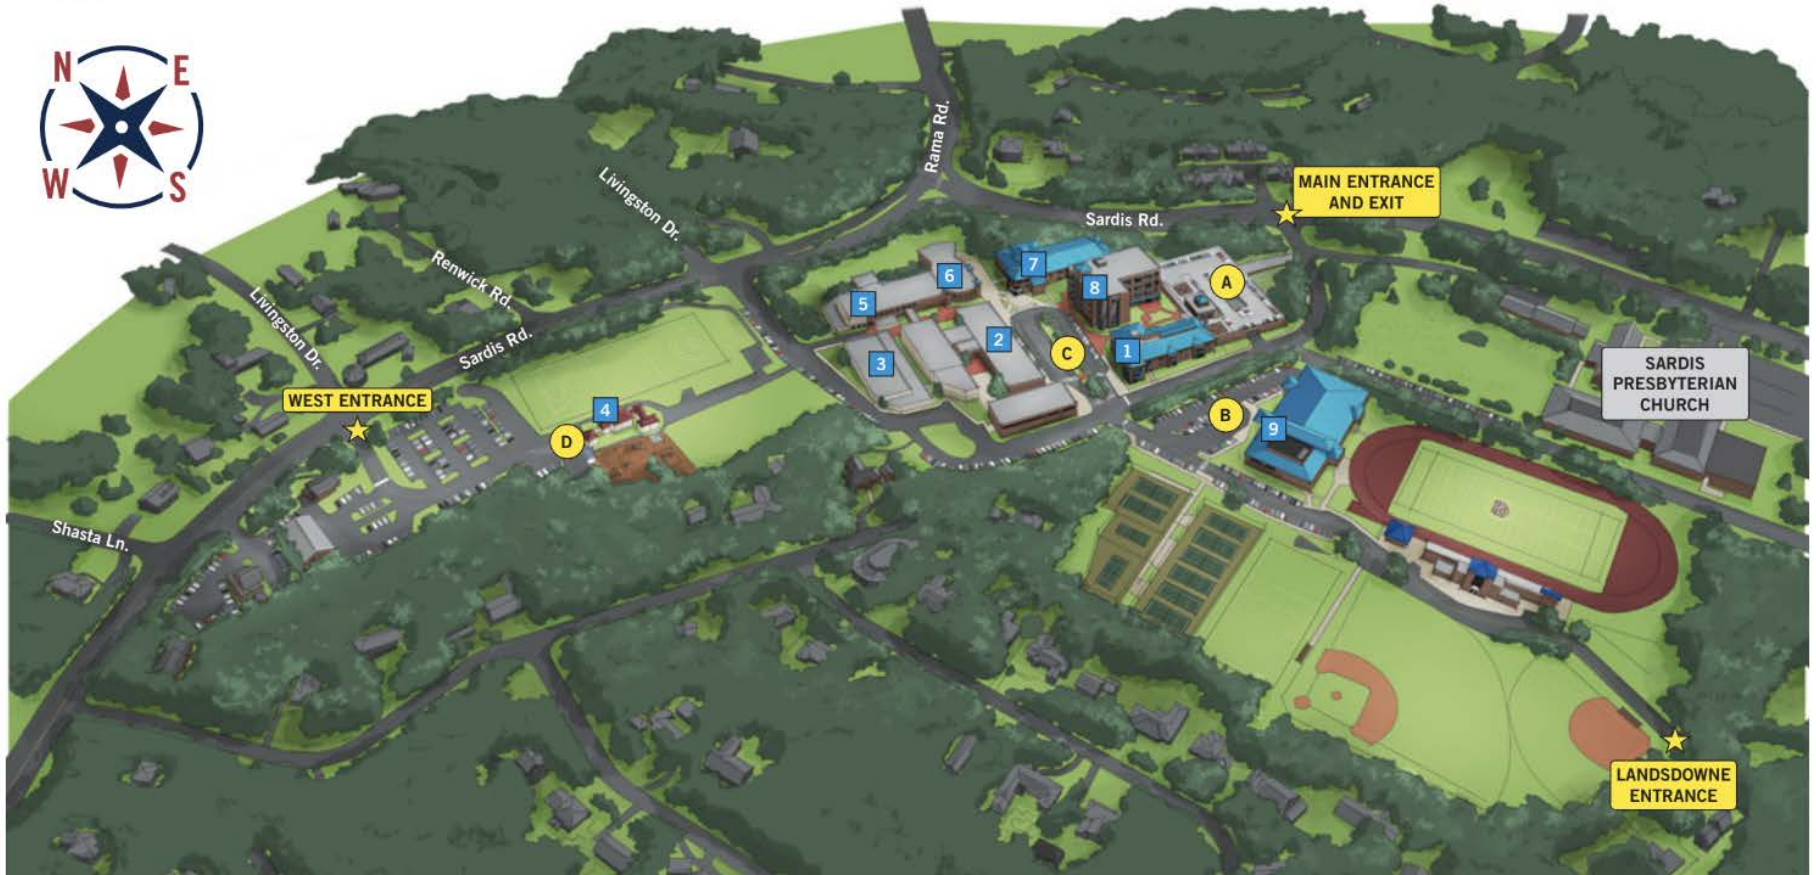 N E
W S
Rama Rd.
Livingston Dr.
MAIN ENTRANCE
AND EXIT
Sardis Rd.
Renwick Rd.
Livingston Dr.
Sardis Rd.
6
7
8
A
5
2
1
C
3
SARDIS
PRESBYTERIAN
CHURCH
WEST ENTRANCE
4
D
B
9
Shasta Ln.
LANDSDOWNE
ENTRANCE